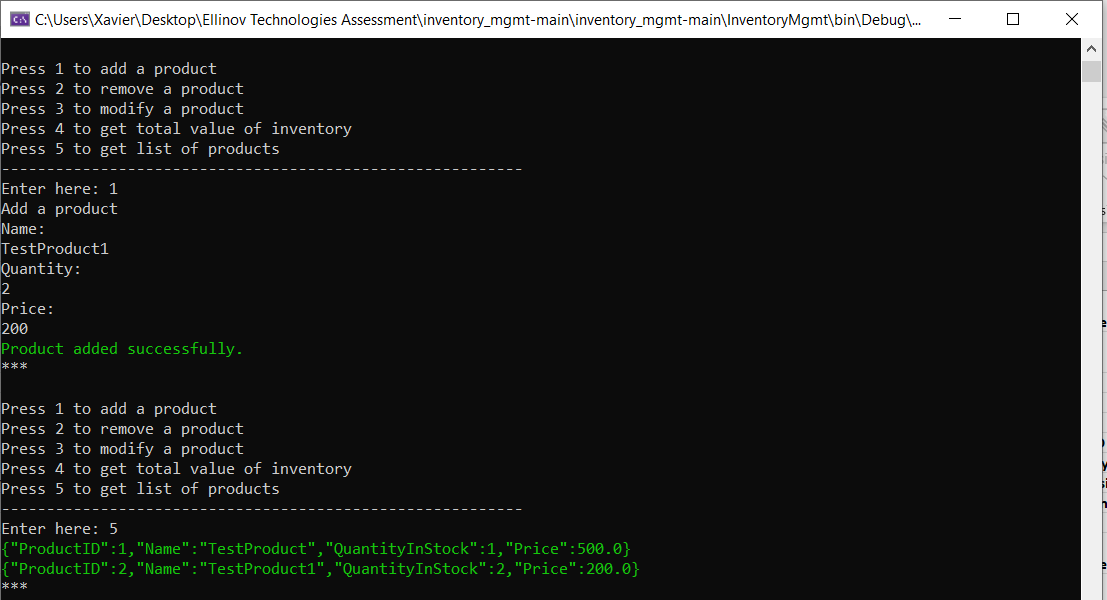 C:\Users\Xavier\Desktop\Ellinov Technologies Assessment\inventory_mgmt-main\inventory_mgmt-main\InventoryMgmt\bin\Debug\...
Press 1 to add a product
Press 2 to remove a product
Press 3 to modify a product
Press 4 to get total value of inventory
Press 5 to get list of products
----------------------------------------------------------
Enter here: 1
Add a product
Name:
TestProduct1
Quantity:
2
Price:
200
Product added successfully.
***
Press 1 to add a product
Press 2 to remove a product
Press 3 to modify a product
Press 4 to get total value of inventory
Press 5 to get list of products
----------------------------------------------------------
Enter here: 5
{"ProductID":1,"Name":"TestProduct","QuantityInStock":1,"Price":500.0}
{"ProductID":2,"Name":"TestProduct1","QuantityInStock":2,"Price":200.0}
***